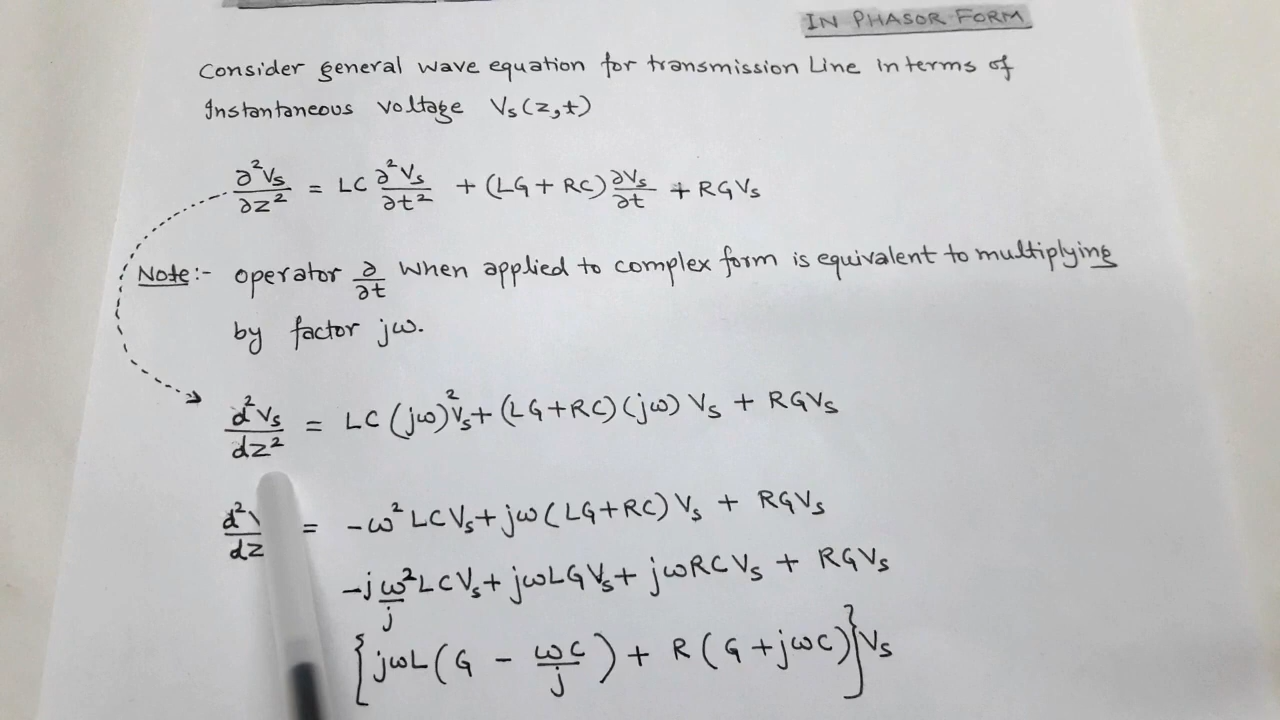 IN PHASOR FORM
Consider general wave equation for transmission Line in terms of
Instantaneous voltage Vs(z,t)
∂²Vs/∂z² = LC ∂²Vs/∂t² + (LG + RC) ∂Vs/∂t + RGVs
Note:- operator ∂/∂t when applied to complex form is equivalent to multiplying
by factor jω.
d²Vs/dz² = LC (jω)²Vs + (LG+RC)(jω) Vs + RGVs
d²V/dz = -ω² LCVs + jω(LG+RC) Vs + RGVs
-j ω²/j LCVs + jωLGVs + jωRCVs + RGVs
{jωL(G - ωC/j) + R(G + jωC)}Vs